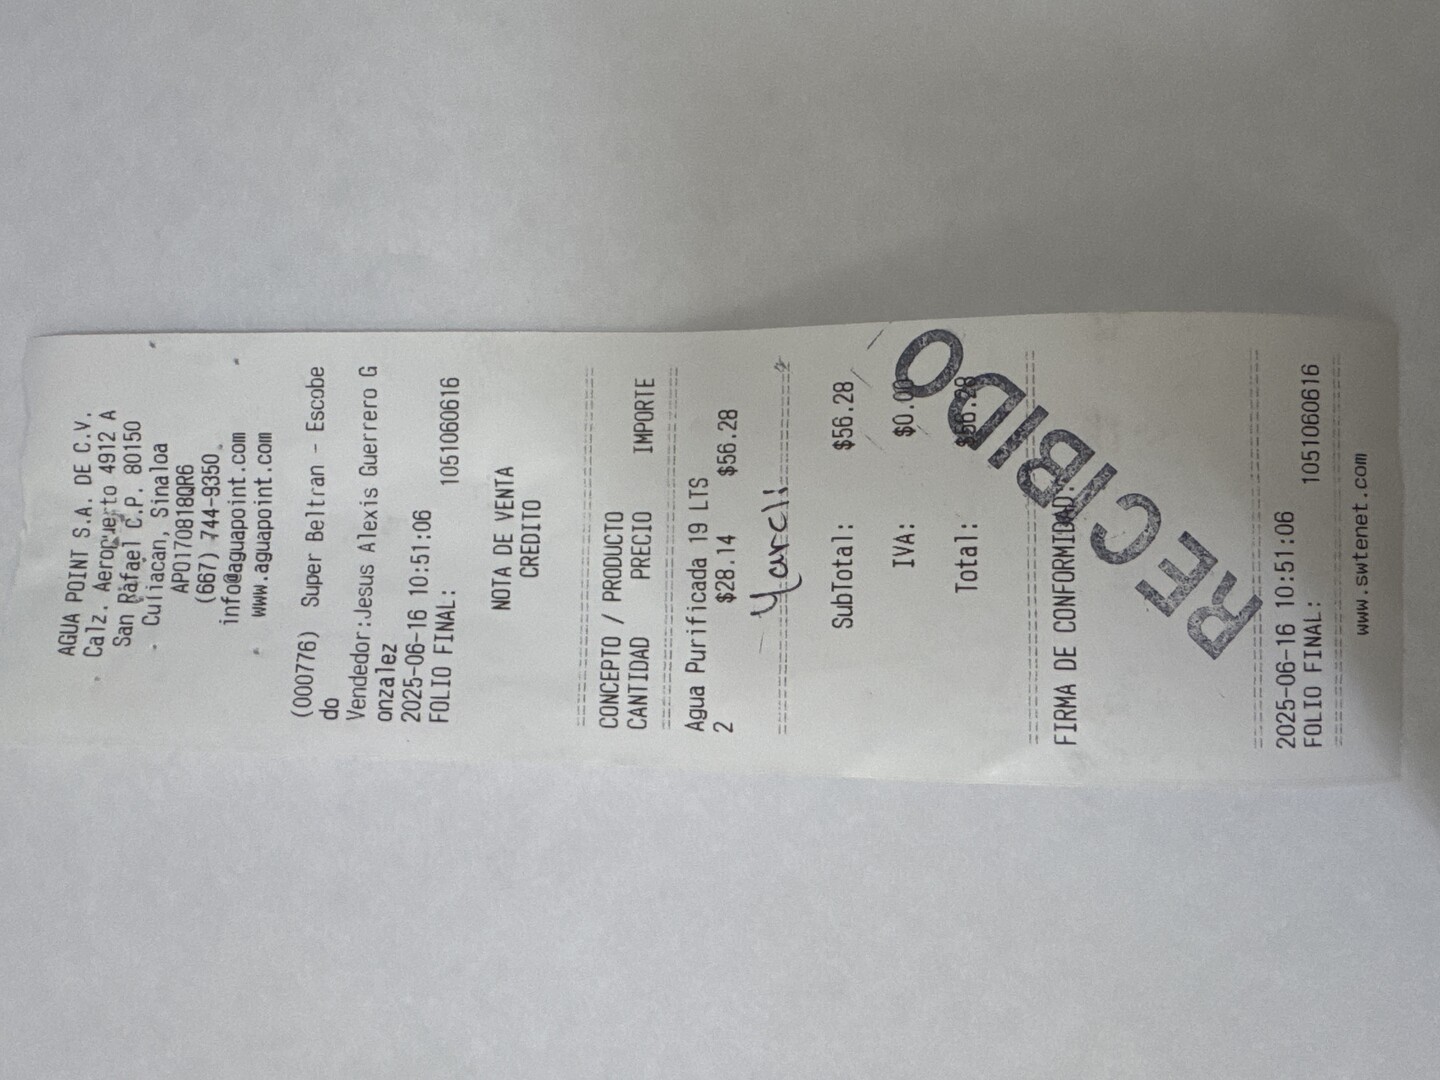 AGUA POINT S.A. DE C.V.
Calz. Aeropuerto 4912 A
San Rafael C.P. 80150
Culiacan, Sinaloa
APO170818QR6
(667) 744-9350
info@aguapoint.com
www.aguapoint.com
(000776) Super Beltran - Escobe
do
Vendedor:Jesus Alexis Guerrero G
onzalez
2025-06-16 10:51:06
FOLIO FINAL: 1051060616
NOTA DE VENTA
CREDITO
CONCEPTO / PRODUCTO
CANTIDAD PRECIO IMPORTE
Agua Purificada 19 LTS
2 $28.14 $56.28
SubTotal: $56.28
IVA: $0.00
Total: $56.28
RECIBIDO
FIRMA DE CONFORMIDAD:
2025-06-16 10:51:06
FOLIO FINAL: 1051060616
www.swtenet.com